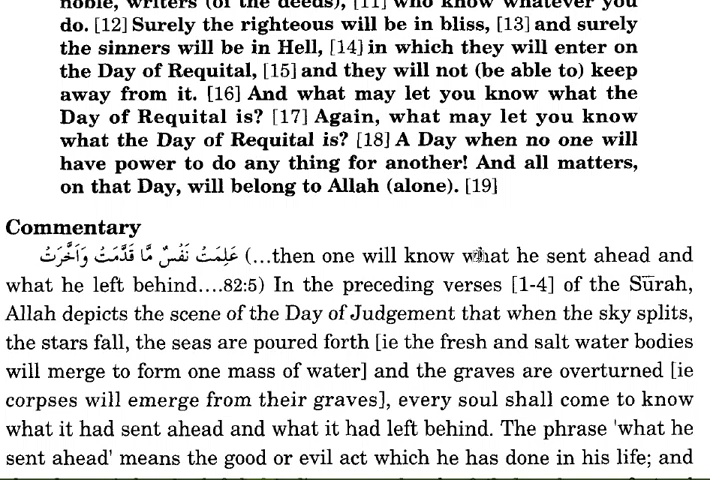 noble, writers (of the deeds), [11] who know whatever you
do. [12] Surely the righteous will be in bliss, [13] and surely
the sinners will be in Hell, [14] in which they will enter on
the Day of Requital, [15] and they will not (be able to) keep
away from it. [16] And what may let you know what the
Day of Requital is? [17] Again, what may let you know
what the Day of Requital is? [18] A Day when no one will
have power to do any thing for another! And all matters,
on that Day, will belong to Allah (alone). [19]
Commentary
عَلِمَتْ نَفْسٌ مَّا قَدَّمَتْ وَاَخَّرَتْ (...then one will know what he sent ahead and
what he left behind....82:5) In the preceding verses [1-4] of the Sūrah,
Allah depicts the scene of the Day of Judgement that when the sky splits,
the stars fall, the seas are poured forth [ie the fresh and salt water bodies
will merge to form one mass of water] and the graves are overturned [ie
corpses will emerge from their graves], every soul shall come to know
what it had sent ahead and what it had left behind. The phrase 'what he
sent ahead' means the good or evil act which he has done in his life; and